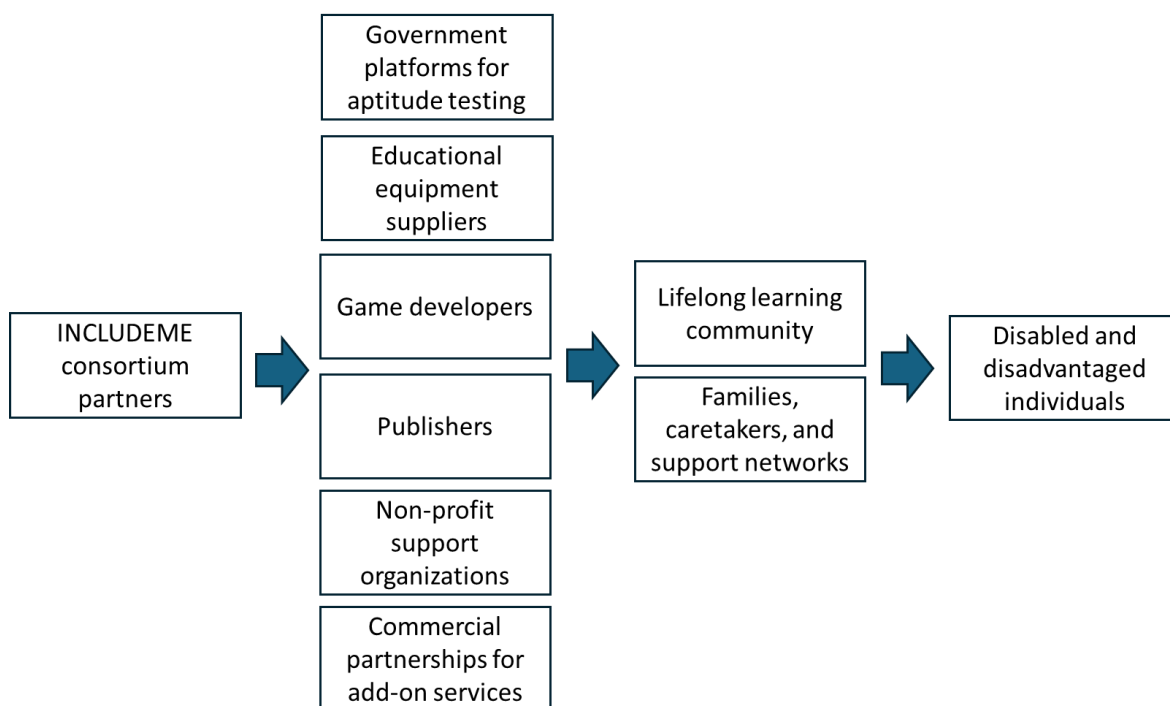 INCLUDEME
consortium
partners
Government
platforms for
aptitude testing
Educational
equipment
suppliers
Game developers
Publishers
Non-profit
support
organizations
Commercial
partnerships for
add-on services
Lifelong learning
community
Families,
caretakers, and
support networks
Disabled and
disadvantaged
individuals